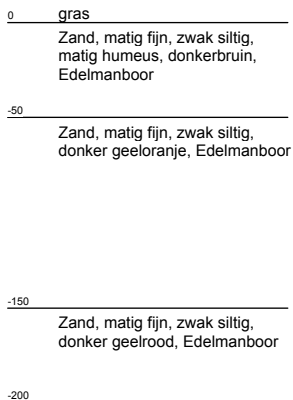 0 gras
Zand, matig fijn, zwak siltig,
matig humeus, donkerbruin,
Edelmanboor
-50
Zand, matig fijn, zwak siltig,
donker geeloranje, Edelmanboor
-150
Zand, matig fijn, zwak siltig,
donker geelrood, Edelmanboor
-200